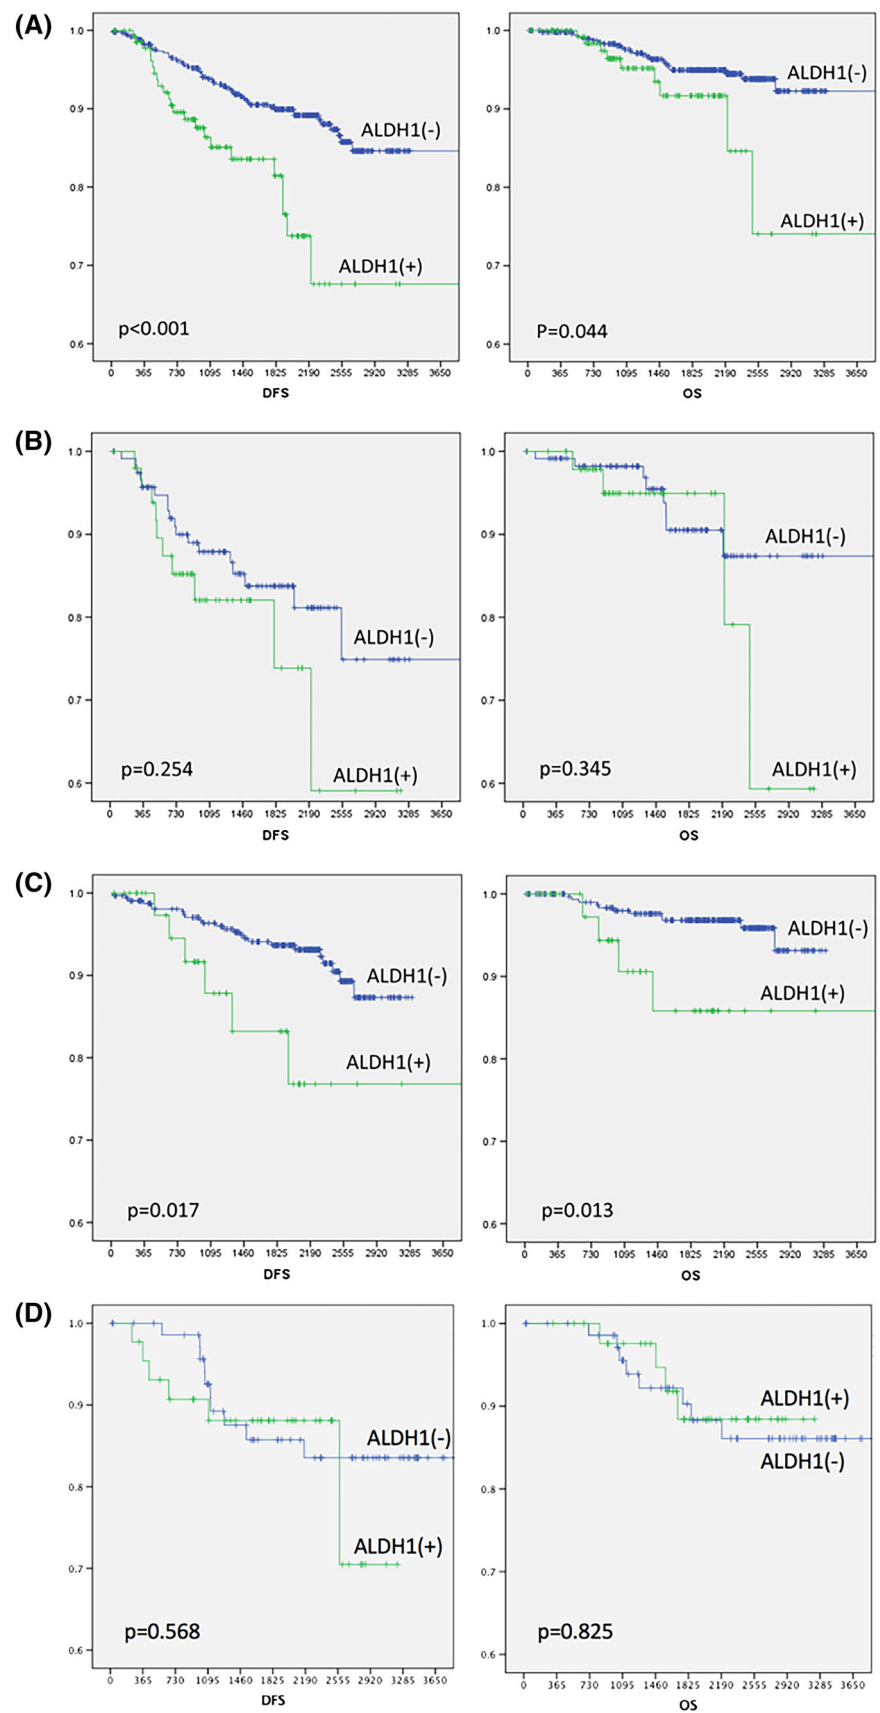 (A)
1.0
0.9
0.8
0.7
0.6
ALDH1(-)
ALDH1(+)
p<0.001
0 365 730 1095 1460 1825 2190 2555 2920 3285 3650
DFS
1.0
0.9
0.8
0.7
0.6
ALDH1(-)
ALDH1(+)
P=0.044
0 365 730 1095 1460 1825 2190 2555 2920 3285 3650
OS
(B)
1.0
0.9
0.8
0.7
0.6
ALDH1(-)
ALDH1(+)
p=0.254
0 365 730 1095 1460 1825 2190 2555 2920 3285 3650
DFS
1.0
0.9
0.8
0.7
0.6
ALDH1(-)
ALDH1(+)
p=0.345
0 365 730 1095 1460 1825 2190 2555 2920 3285 3650
OS
(C)
1.0
0.9
0.8
0.7
0.6
ALDH1(-)
ALDH1(+)
p=0.017
0 365 730 1095 1460 1825 2190 2555 2920 3285 3650
DFS
1.0
0.9
0.8
0.7
0.6
ALDH1(-)
ALDH1(+)
p=0.013
0 365 730 1095 1460 1825 2190 2555 2920 3285 3650
OS
(D)
1.0
0.9
0.8
0.7
0.6
ALDH1(-)
ALDH1(+)
p=0.568
0 365 730 1095 1460 1825 2190 2555 2920 3285 3650
DFS
1.0
0.9
0.8
0.7
0.6
ALDH1(+)
ALDH1(-)
p=0.825
0 365 730 1095 1460 1825 2190 2555 2920 3285 3650
OS